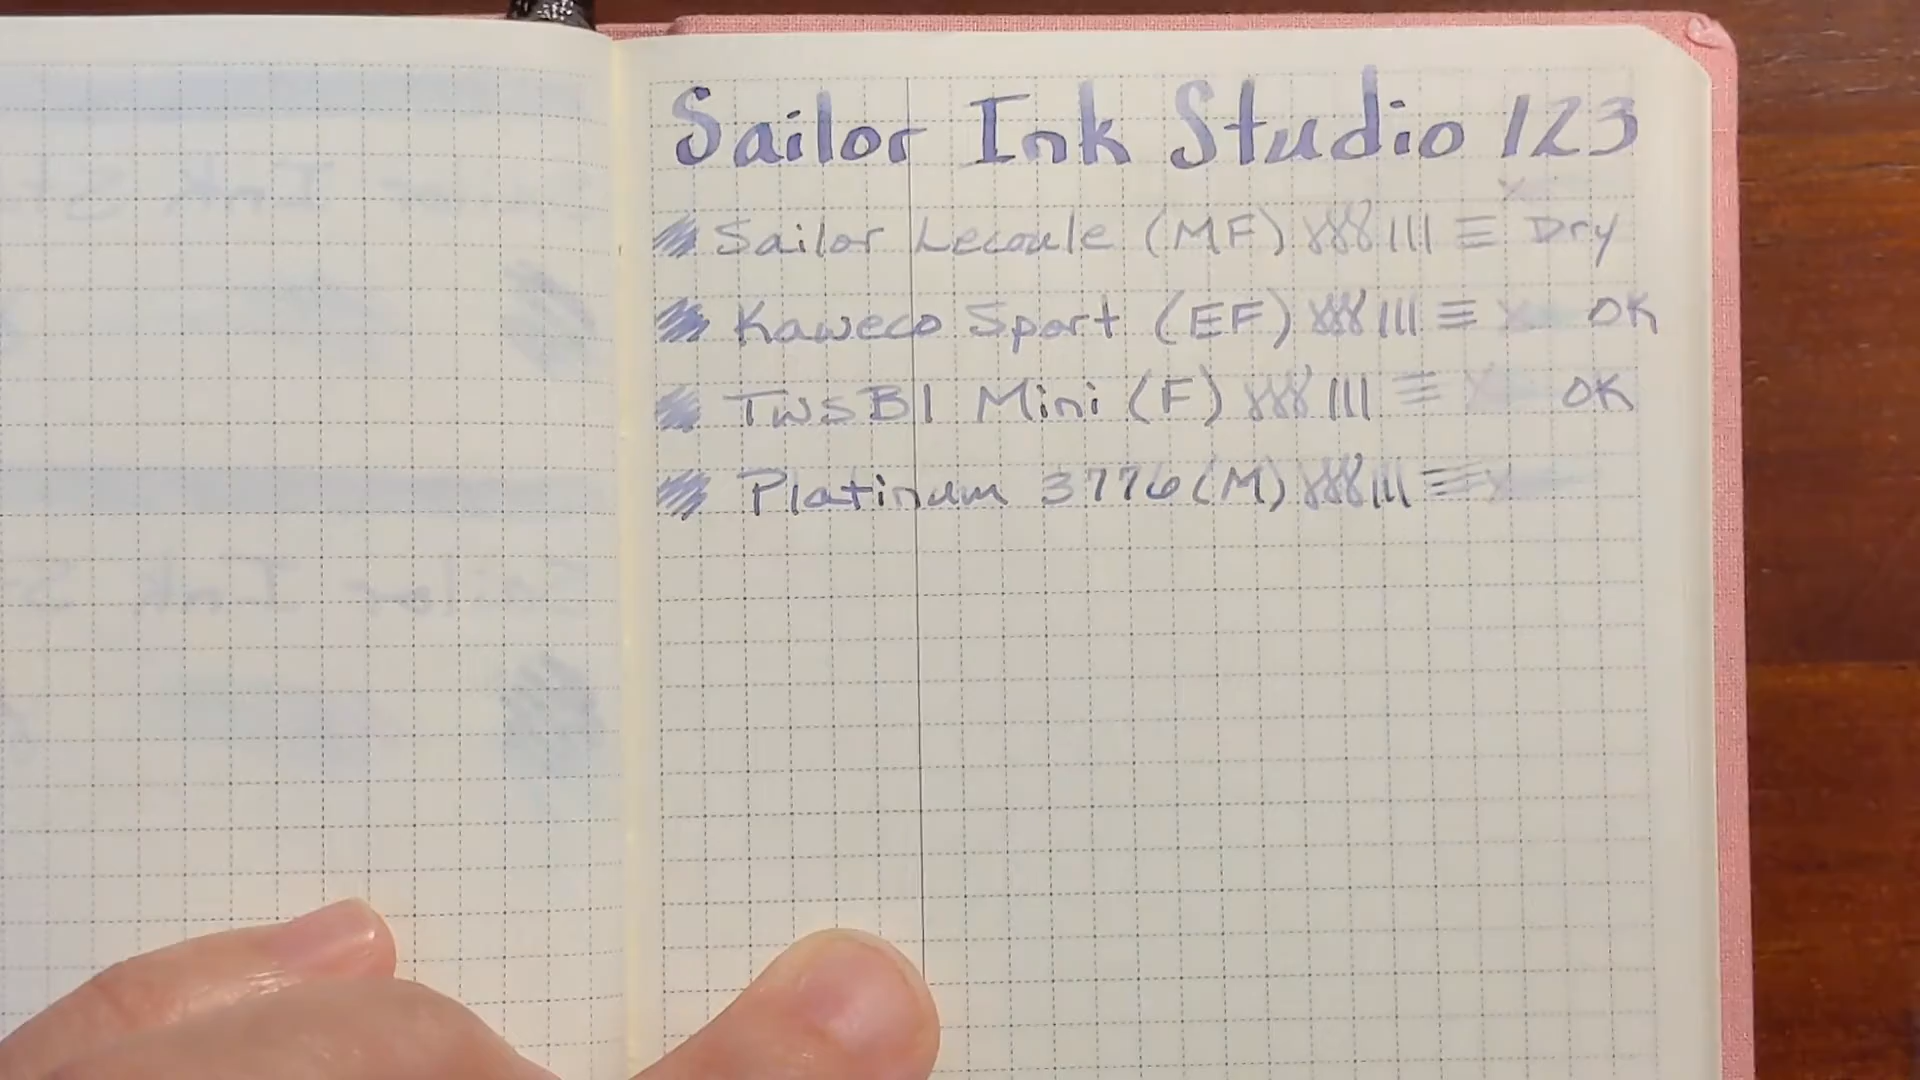 Sailor Ink Studio 123
Sailor Lecoule (MF) Dry
Kaweco Sport (EF) OK
TWSBI Mini (F) OK
Platinum 3776 (M)